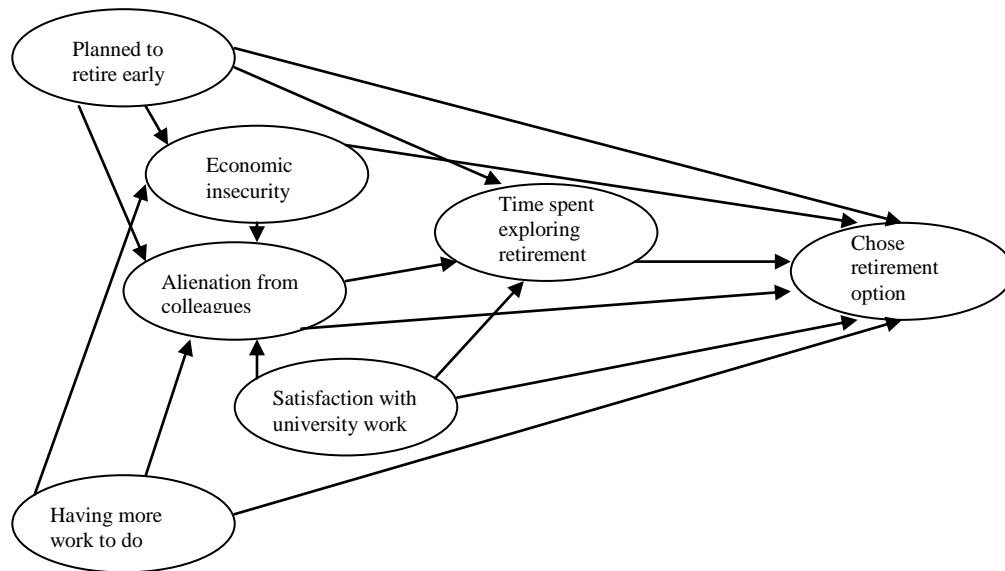 Planned to
retire early
Economic
insecurity
Time spent
exploring
retirement
Chose
retirement
option
Alienation from
colleagues
Satisfaction with
university work
Having more
work to do